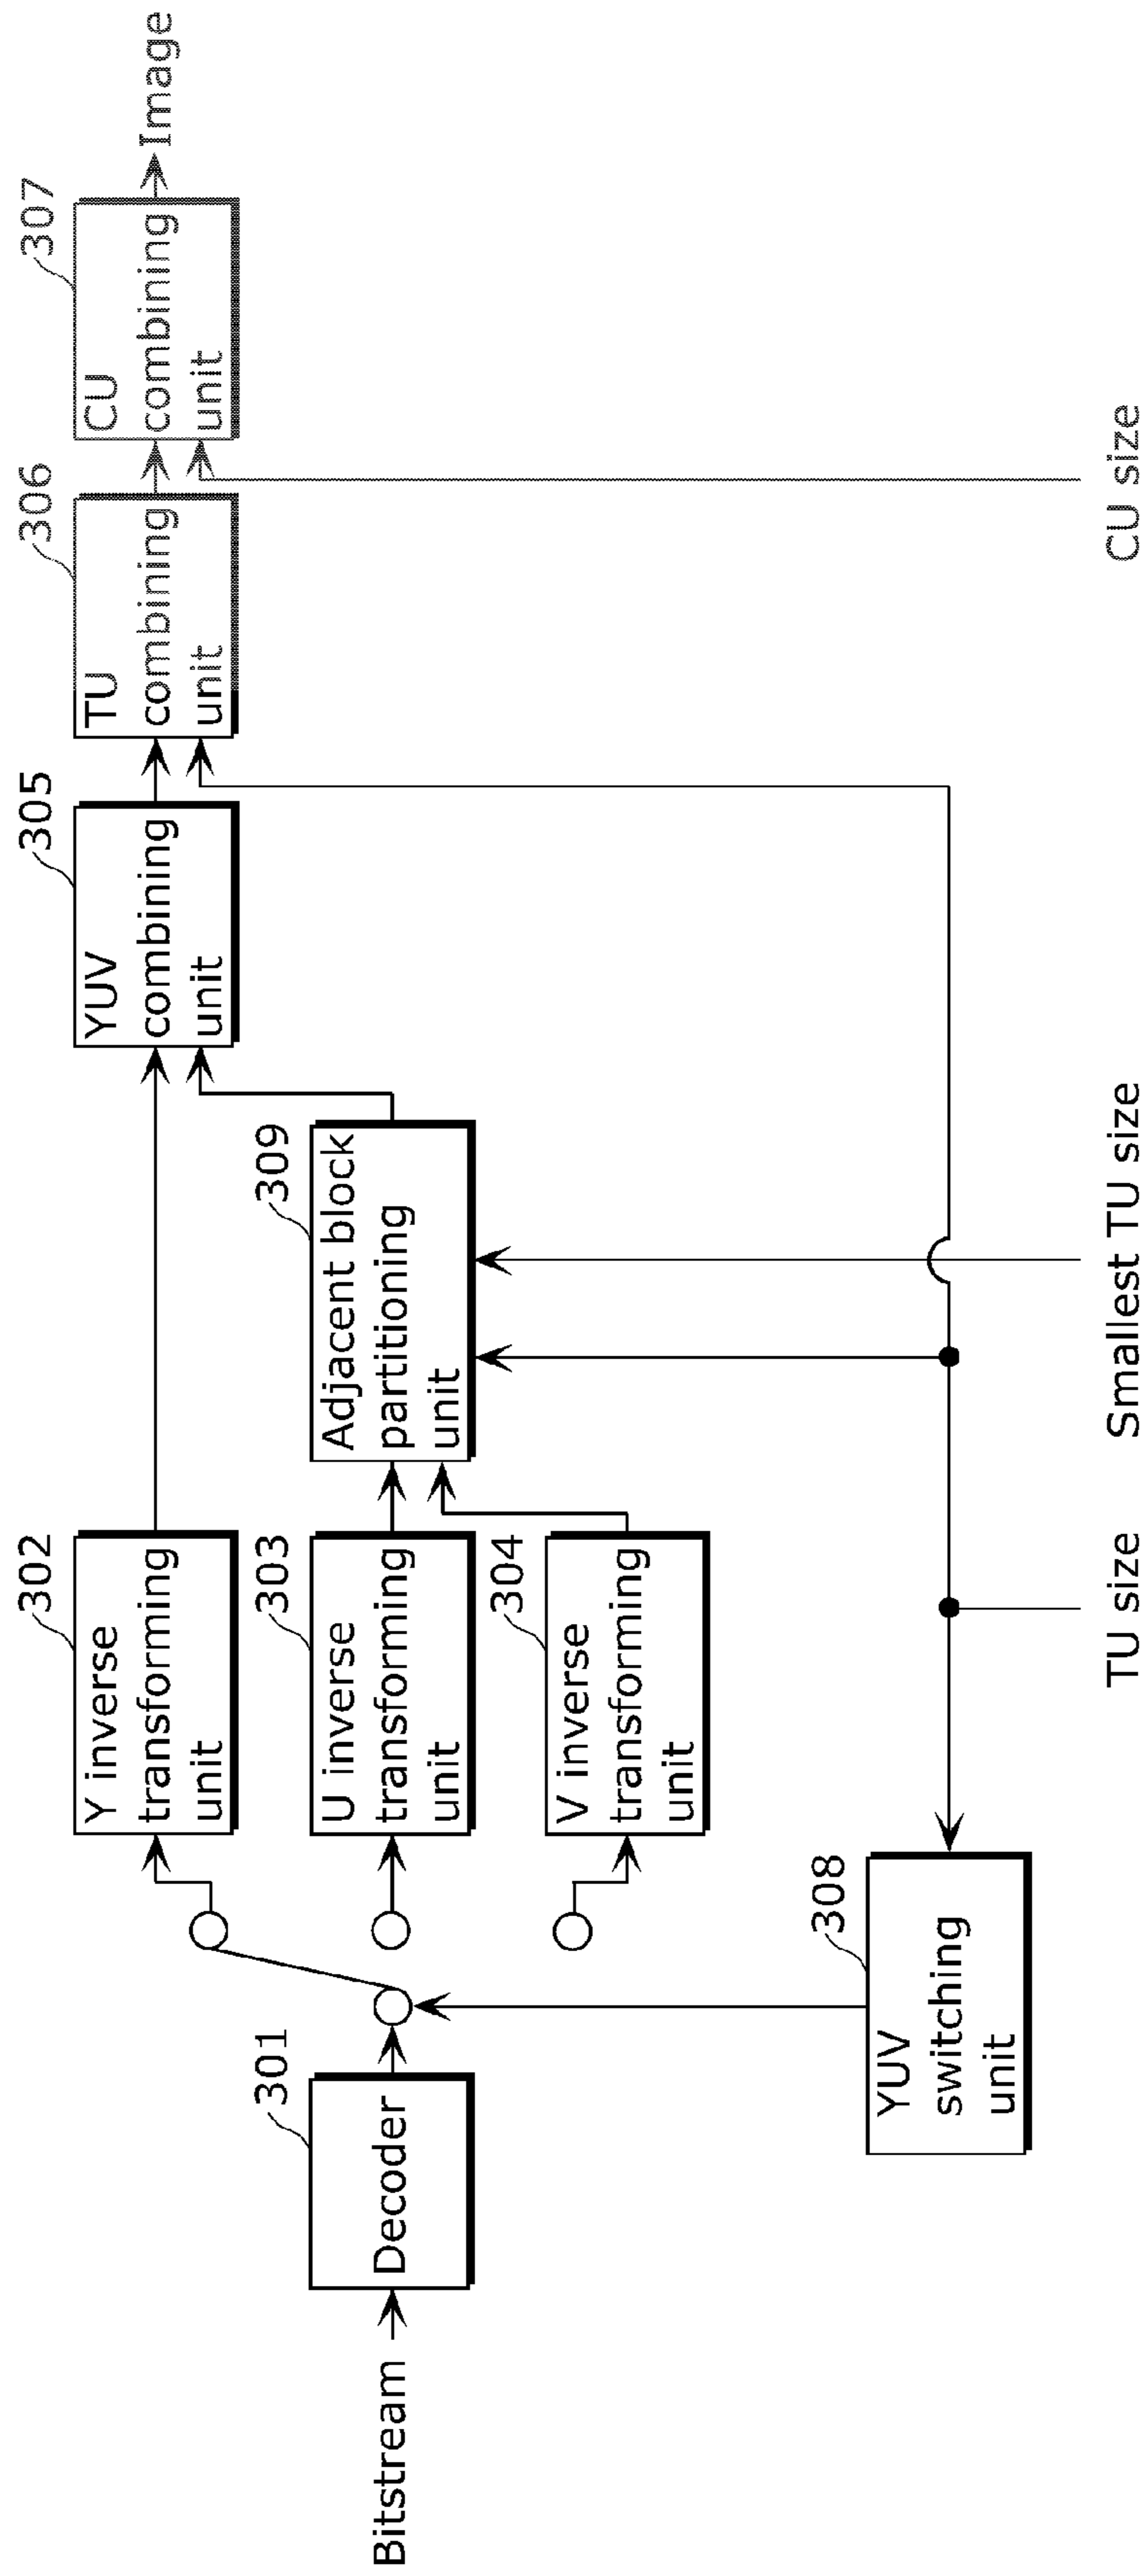 Bitstream
301
Decoder
302
Y inverse
transforming
unit
303
U inverse
transforming
unit
304
V inverse
transforming
unit
308
YUV
switching
unit
309
Adjacent block
partitioning
unit
305
YUV
combining
unit
306
TU
combining
unit
307
CU
combining
unit
Image
TU size
Smallest TU size
CU size